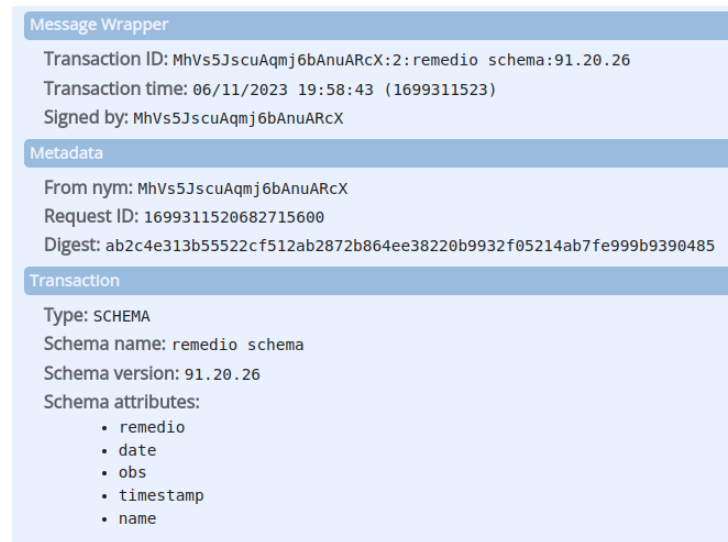 Message Wrapper
Transaction ID: MhVs5JscuAqmj6bAnuARcX:2:remedio schema:91.20.26
Transaction time: 06/11/2023 19:58:43 (1699311523)
Signed by: MhVs5JscuAqmj6bAnuARcX
Metadata
From nym: MhVs5JscuAqmj6bAnuARcX
Request ID: 1699311520682715600
Digest: ab2c4e313b55522cf512ab2872b864ee38220b9932f05214ab7fe999b9390485
Transaction
Type: SCHEMA
Schema name: remedio schema
Schema version: 91.20.26
Schema attributes:
• remedio
• date
• obs
• timestamp
• name